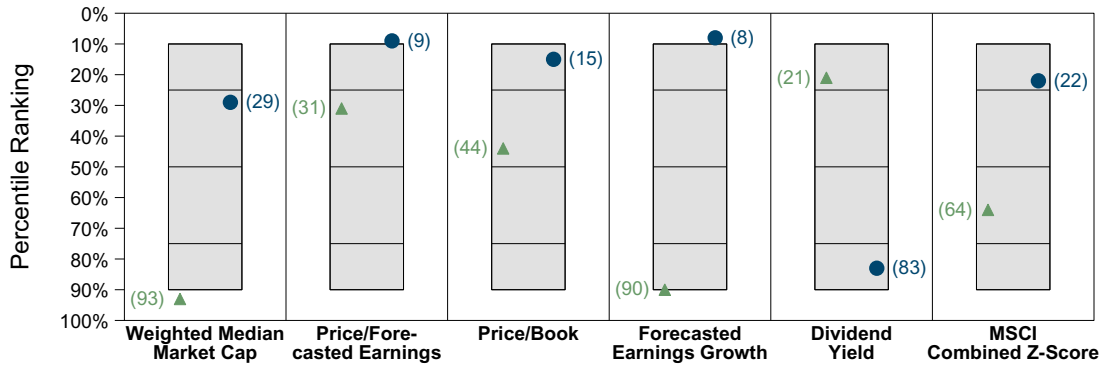 Percentile Ranking
0%
10%
20%
30%
40%
50%
60%
70%
80%
90%
100%
(29)
(93)
(9)
(31)
(15)
(44)
(8)
(90)
(21)
(83)
(22)
(64)
Weighted Median
Market Cap
Price/Fore-
casted Earnings
Price/Book
Forecasted
Earnings Growth
Dividend
Yield
MSCI
Combined Z-Score